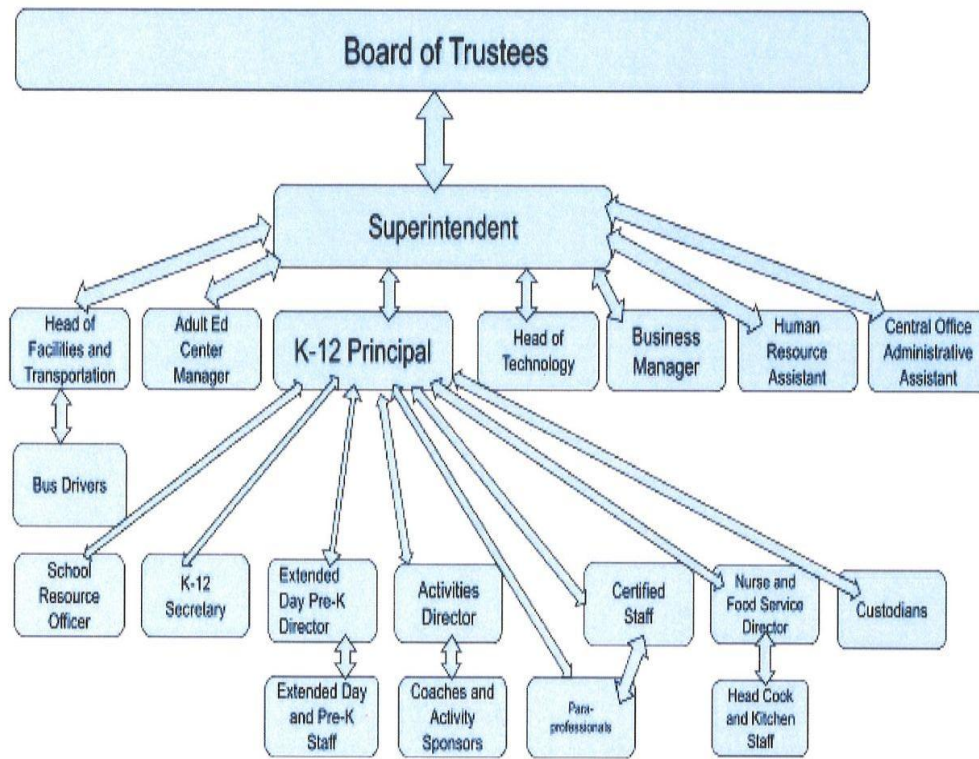 Board of Trustees
Superintendent
Head of
Facilities and
Transportation
Adult Ed
Center
Manager
K-12 Principal
Head of
Technology
Business
Manager
Human
Resource
Assistant
Central Office
Administrative
Assistant
Bus Drivers
School
Resource
Officer
K-12
Secretary
Extended
Day Pre-K
Director
Activities
Director
Certified
Staff
Nurse and
Food Service
Director
Custodians
Extended Day
and Pre-K
Staff
Coaches and
Activity
Sponsors
Para-
professionals
Head Cook
and Kitchen
Staff